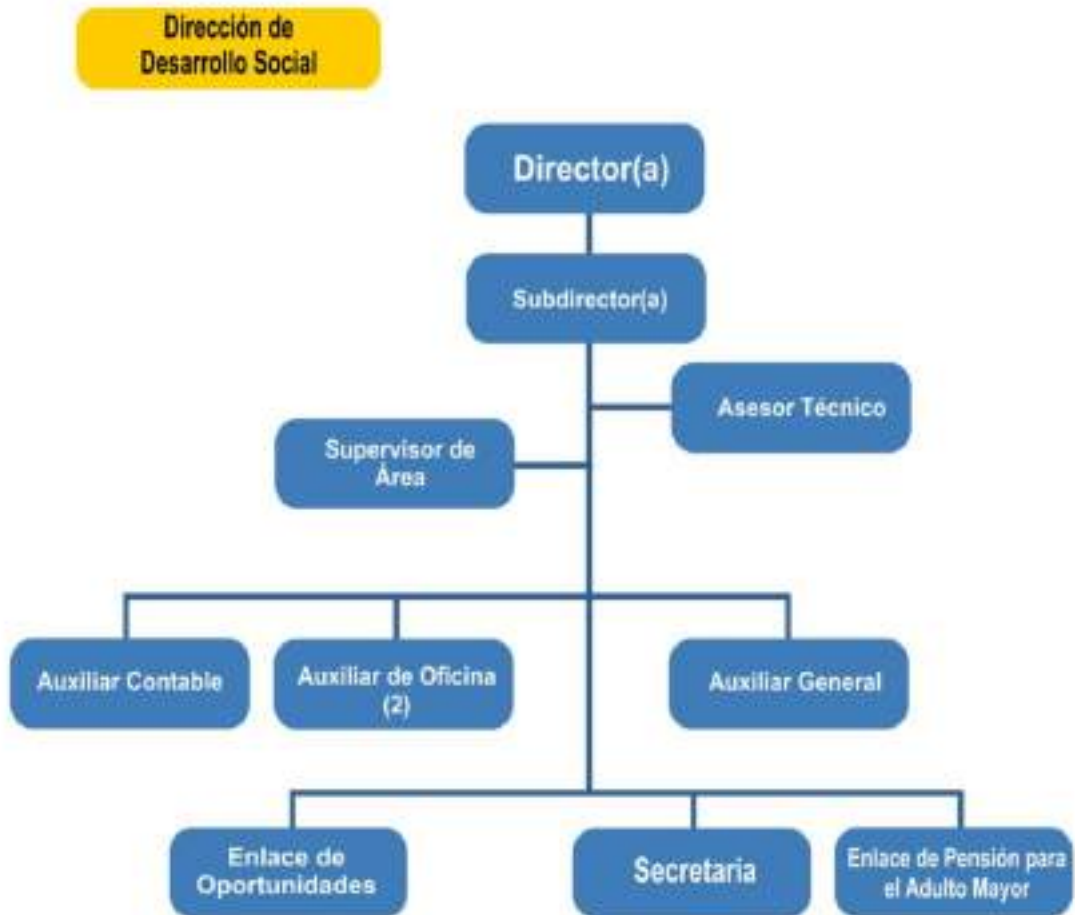 Dirección de
Desarrollo Social
Director(a)
Subdirector(a)
Asesor Técnico
Supervisor de
Área
Auxiliar Contable
Auxiliar de Oficina
(2)
Auxiliar General
Enlace de
Oportunidades
Secretaria
Enlace de Pensión para
el Adulto Mayor